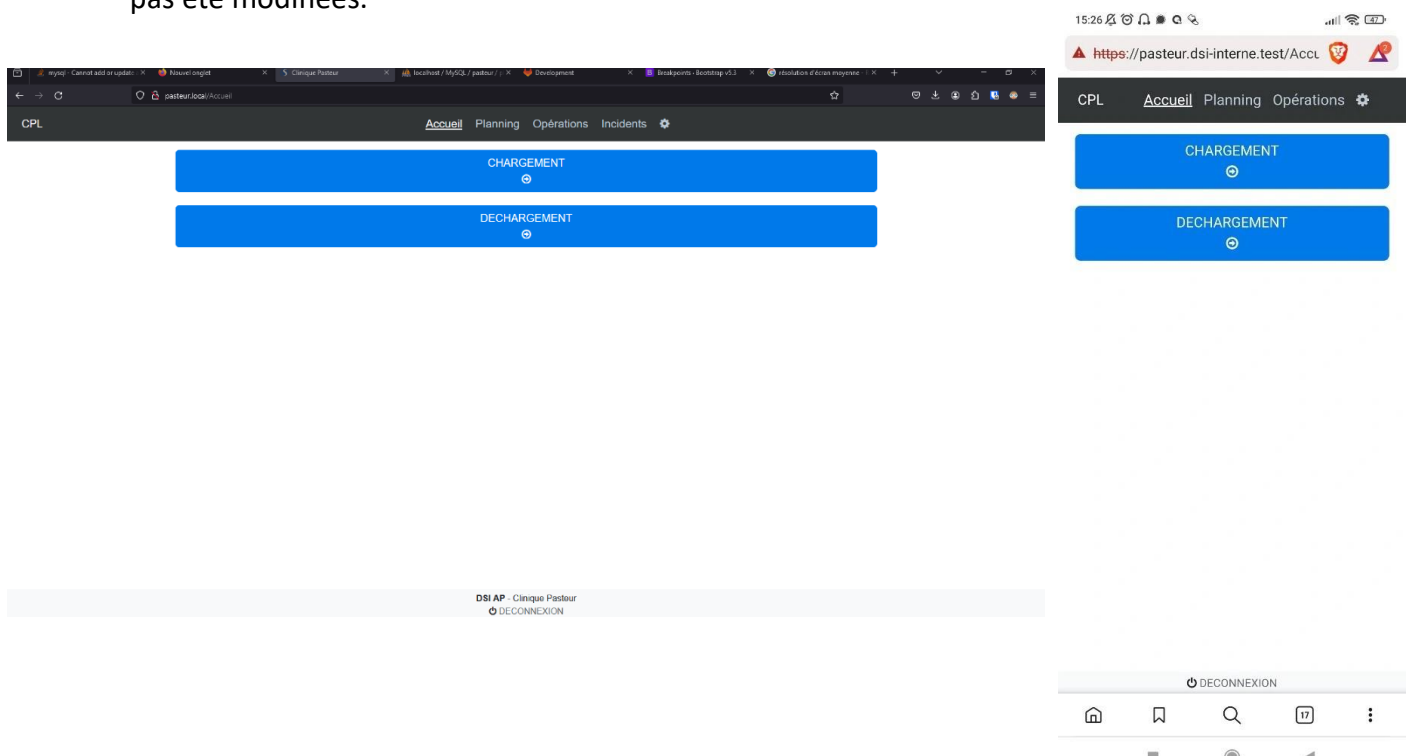 pas été modifiées.
mysql - Cannot add or update Nouvel onglet Clinique Pasteur localhost / MySQL / pasteur / Development Breakpoints - Bootstrap v5.3 résolution d'écran moyenne
pasteur.local/Accueil
CPL Accueil Planning Opérations Incidents
CHARGEMENT
DECHARGEMENT
DSI AP - Clinique Pasteur
DECONNEXION
15:26 47
https://pasteur.dsi-interne.test/Accu
CPL Accueil Planning Opérations
CHARGEMENT
DECHARGEMENT
DECONNEXION
17